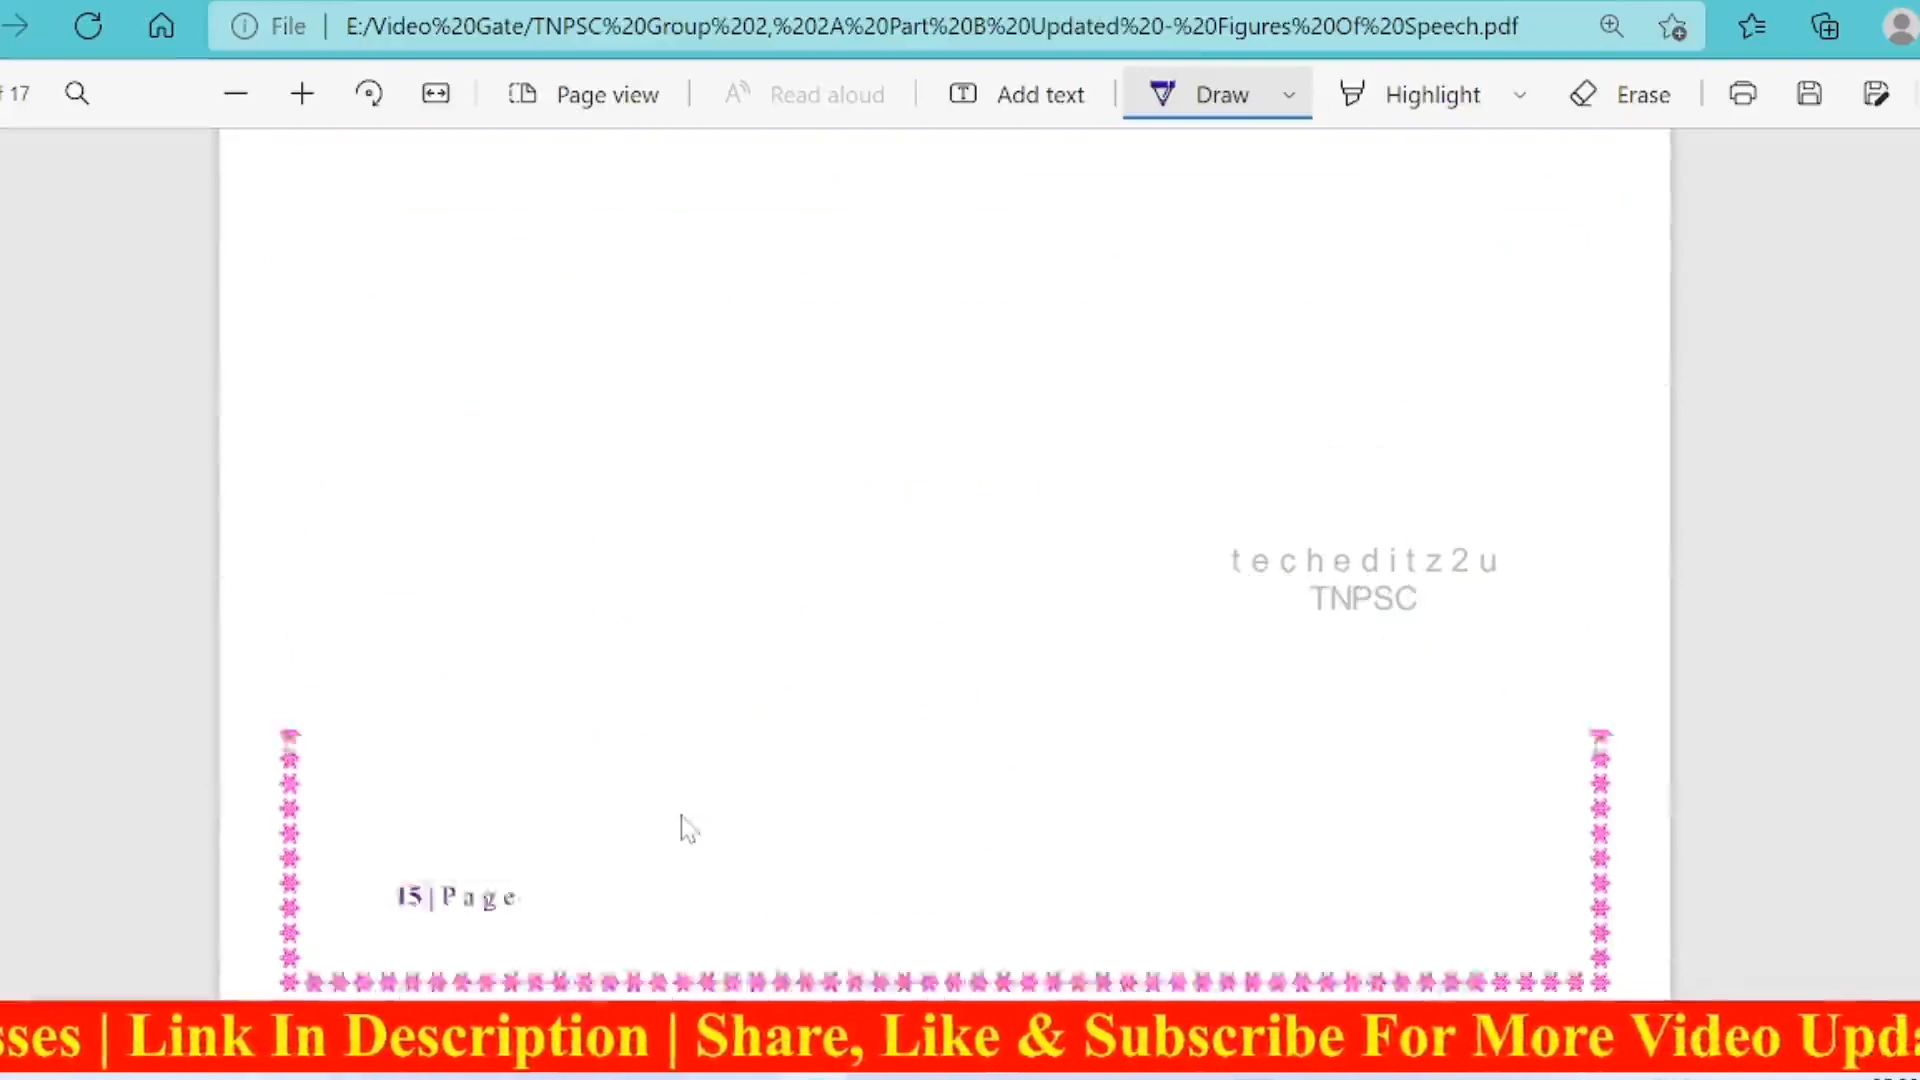 File | E:/Video%20Gate/TNPSC%20Group%202,%202A%20Part%20B%20Updated%20-%20Figures%20Of%20Speech.pdf
17
Page view
Read aloud
Add text
Draw
Highlight
Erase
techeditz2u
TNPSC
15 | Page
sses | Link In Description | Share, Like & Subscribe For More Video Upda